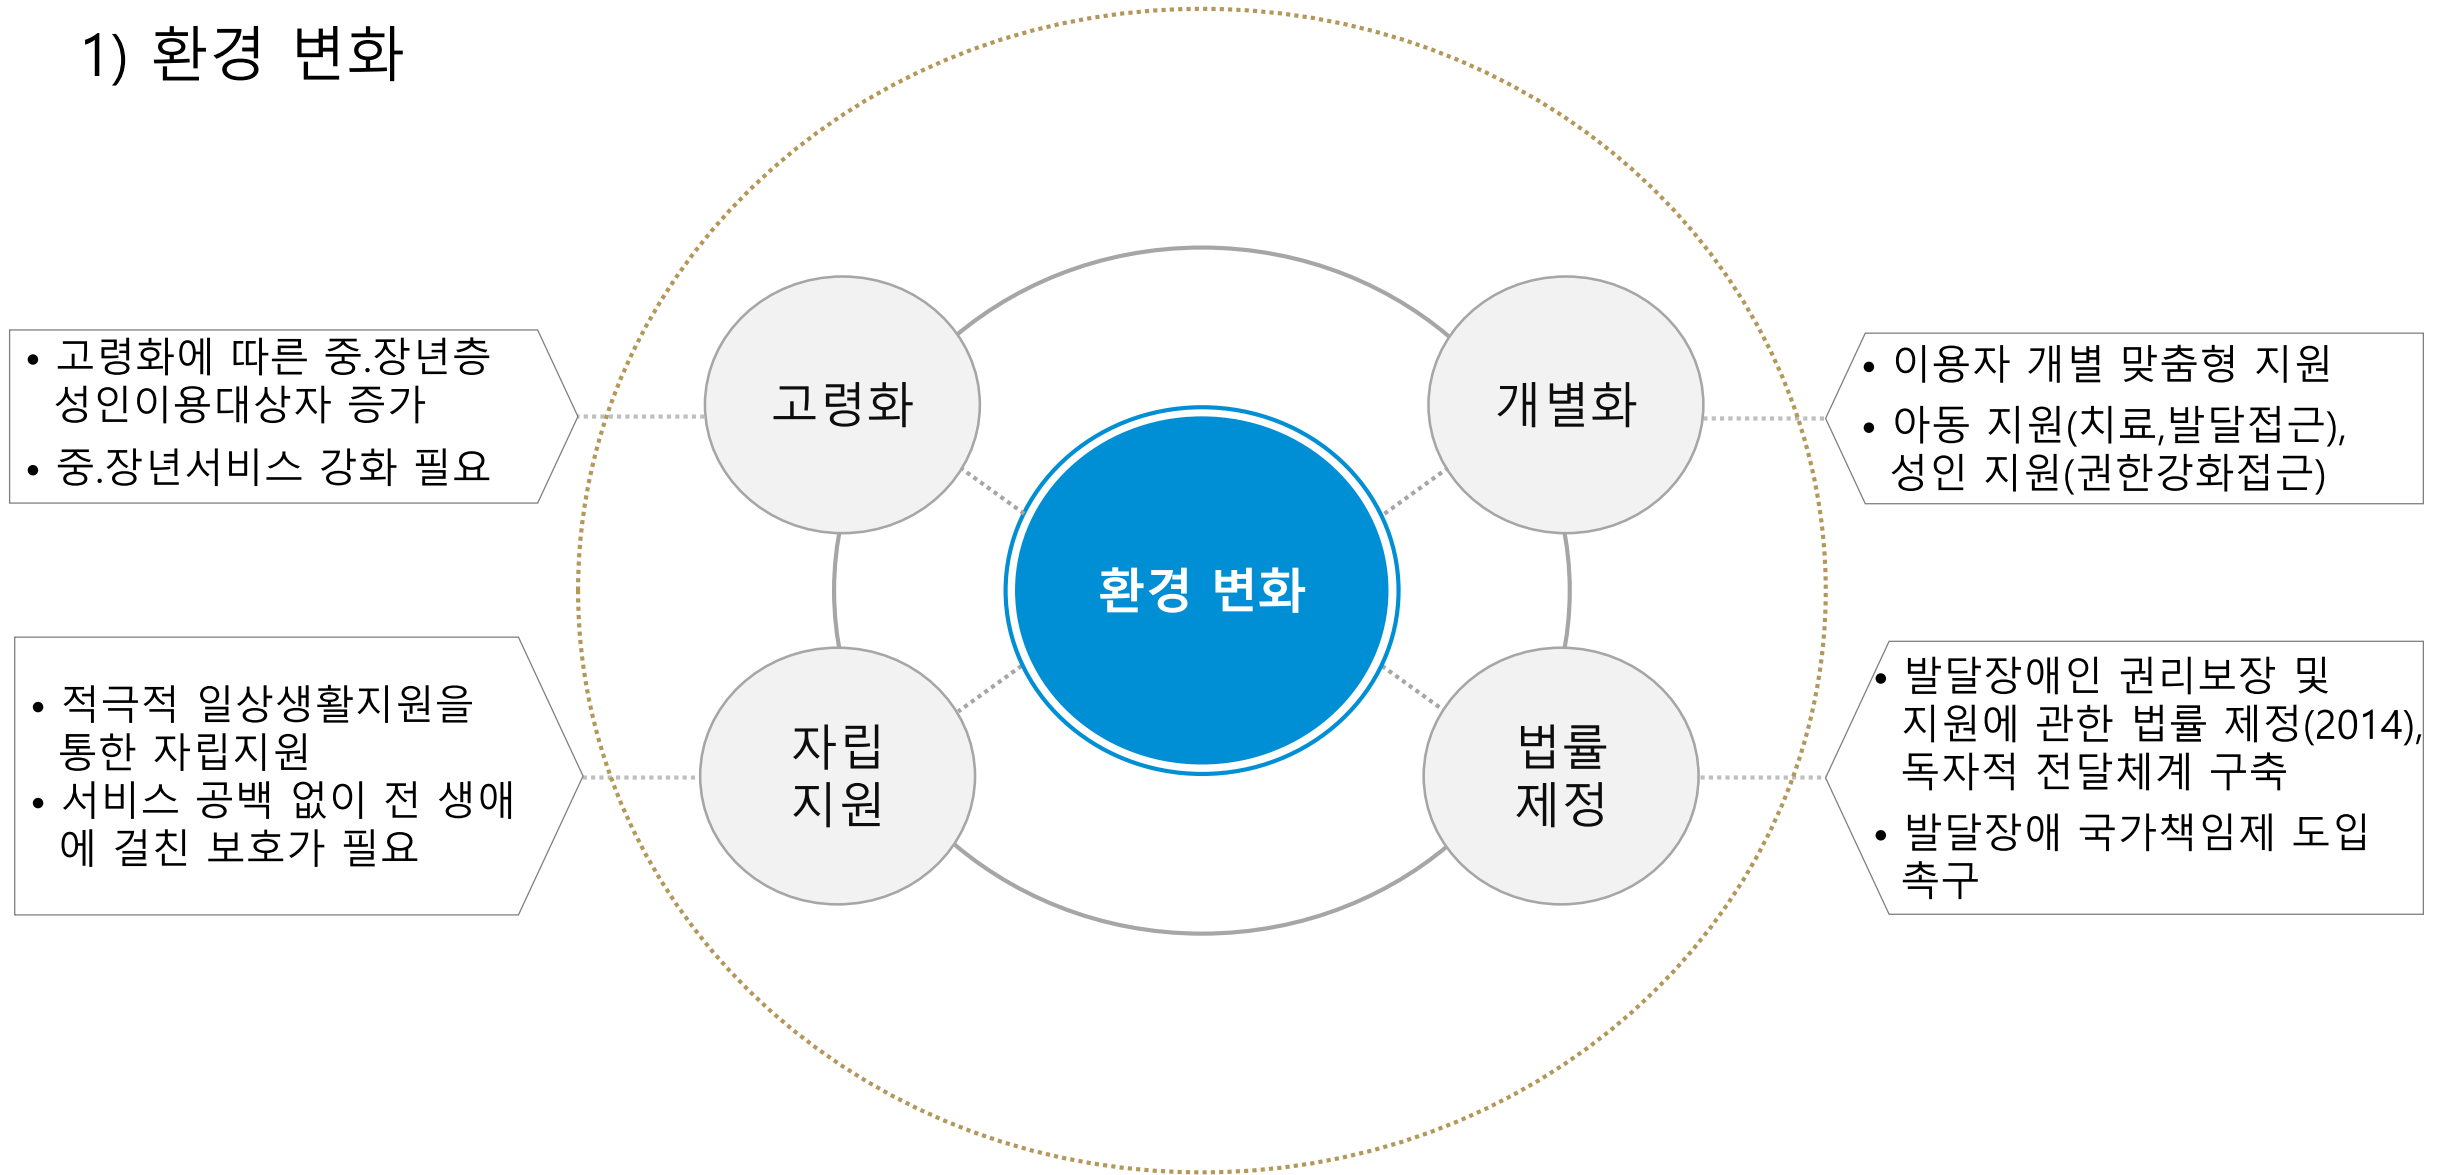 1) 환경 변화
• 고령화에 따른 중.장년층
성인이용대상자 증가
• 중.장년서비스 강화 필요
고령화
개별화
• 이용자 개별 맞춤형 지원
• 아동 지원(치료,발달접근),
성인 지원(권한강화접근)
환경 변화
• 적극적 일상생활지원을
통한 자립지원
• 서비스 공백 없이 전 생애
에 걸친 보호가 필요
자립
지원
법률
제정
• 발달장애인 권리보장 및
지원에 관한 법률 제정(2014),
독자적 전달체계 구축
• 발달장애 국가책임제 도입
촉구